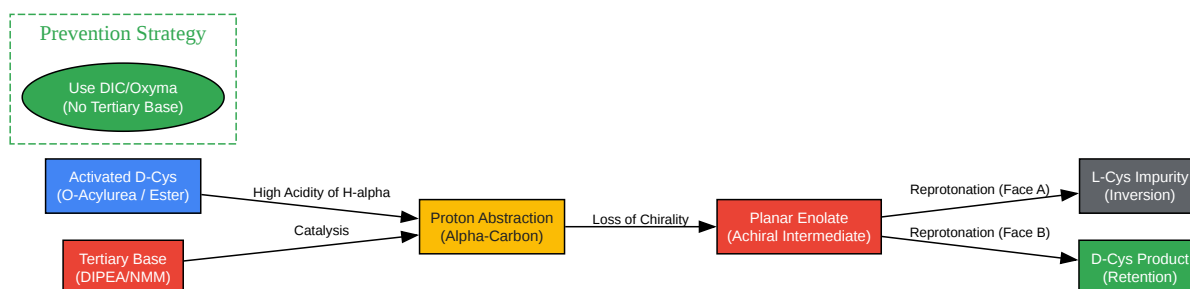 Prevention Strategy
Use DIC/Oxyma
(No Tertiary Base)
Activated D-Cys
(O-Acylurea / Ester)
High Acidity of H-alpha
Tertiary Base
(DIPEA/NMM)
Catalysis
Proton Abstraction
(Alpha-Carbon)
Loss of Chirality
Planar Enolate
(Achiral Intermediate)
Reprotonation (Face A)
Reprotonation (Face B)
L-Cys Impurity
(Inversion)
D-Cys Product
(Retention)